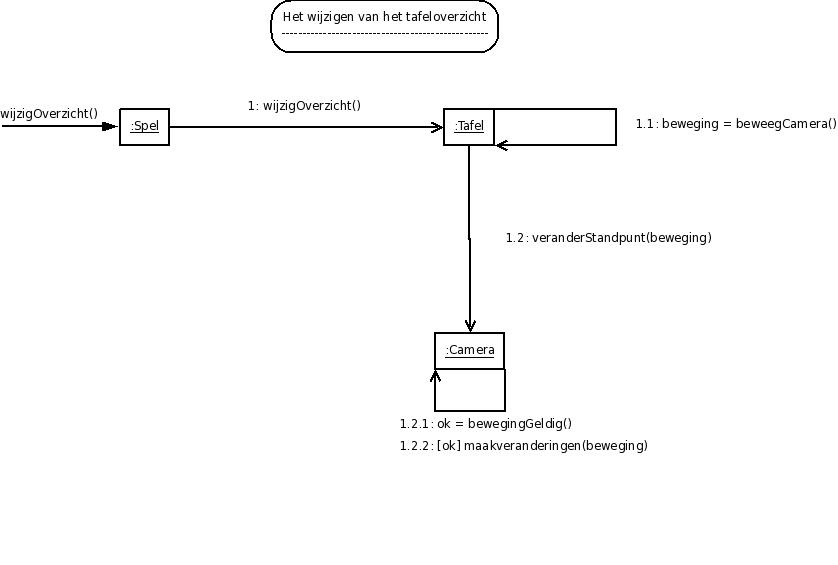 Het wijzigen van het tafeloverzicht
wijzigOverzicht()
:Spel
1: wijzigOverzicht()
:Tafel
1.1: beweging = beweegCamera()
1.2: veranderStandpunt(beweging)
:Camera
1.2.1: ok = bewegingGeldig()
1.2.2: [ok] maakveranderingen(beweging)